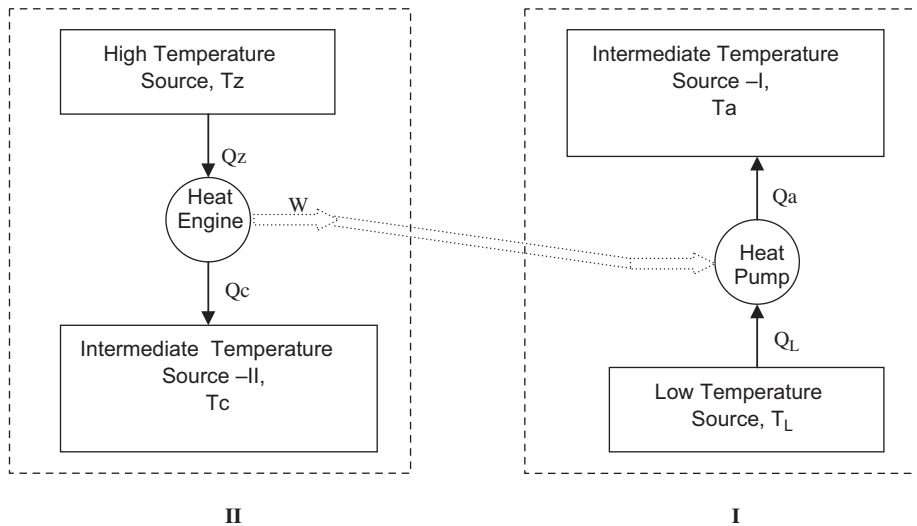 High Temperature
Source, Tz
Qz
Heat
Engine
W
Qc
Intermediate Temperature
Source –II,
Tc
II
Intermediate Temperature
Source –I,
Ta
Qa
Heat
Pump
QL
Low Temperature
Source, TL
I